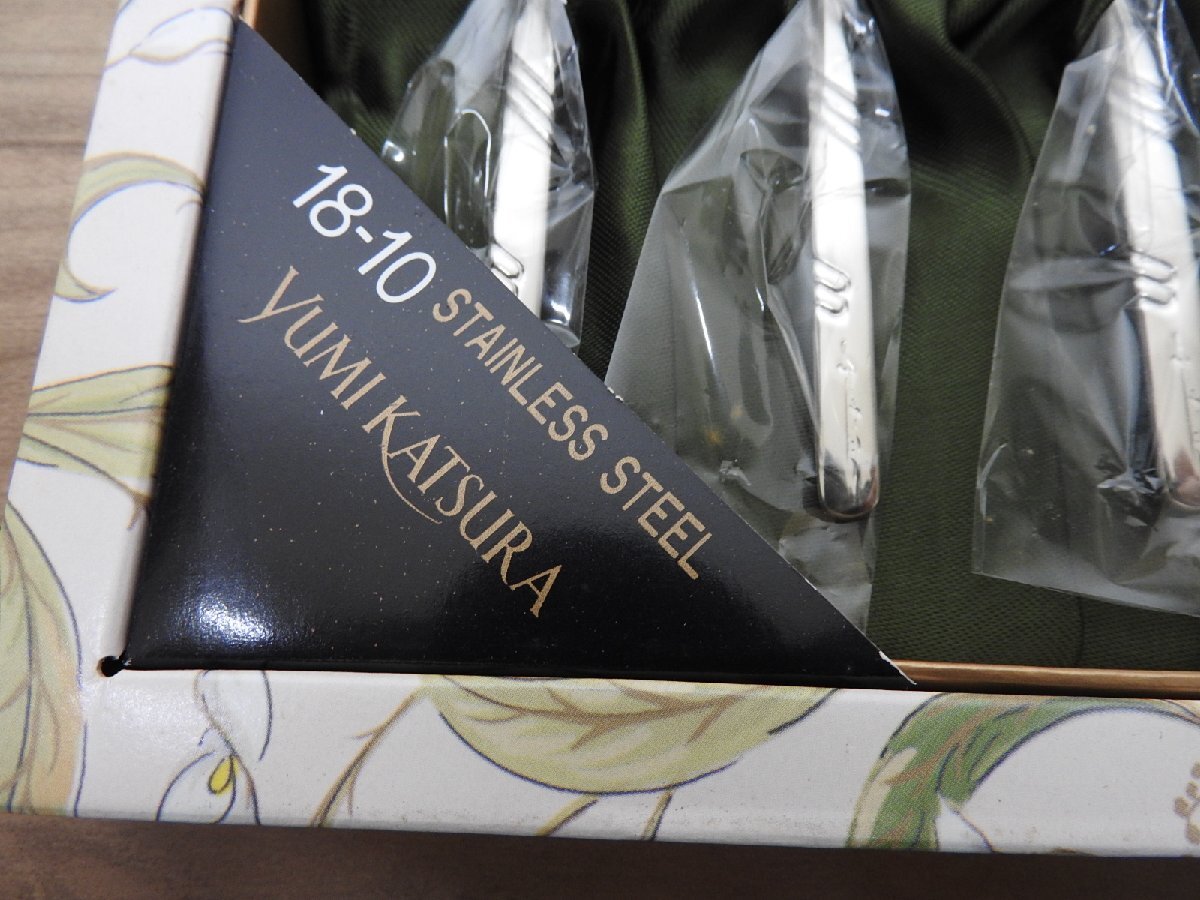 18-10 STAINLESS STEEL
YUMI KATSURA